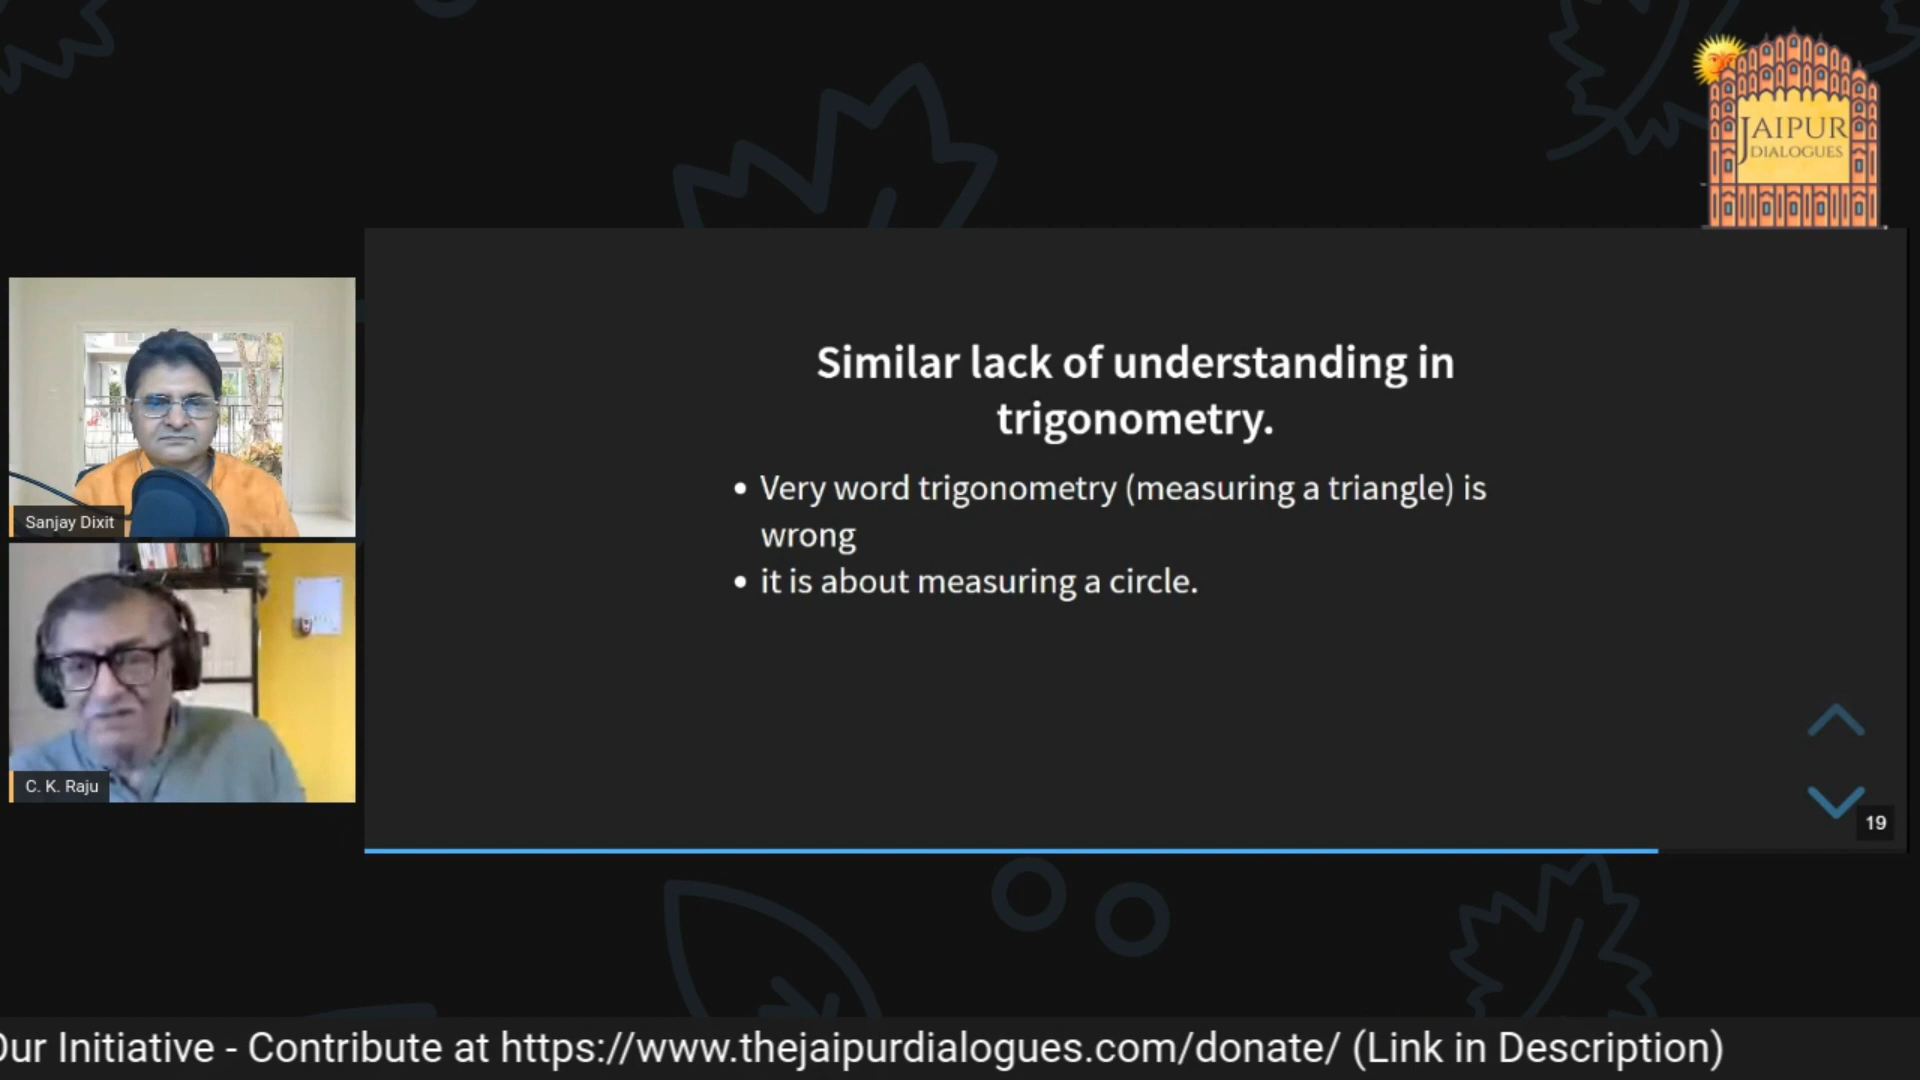 JAIPUR
DIALOGUES
Similar lack of understanding in
trigonometry.
• Very word trigonometry (measuring a triangle) is
wrong
• it is about measuring a circle.
Sanjay Dixit
C. K. Raju
19
Our Initiative - Contribute at https://www.thejaipurdialogues.com/donate/ (Link in Description)